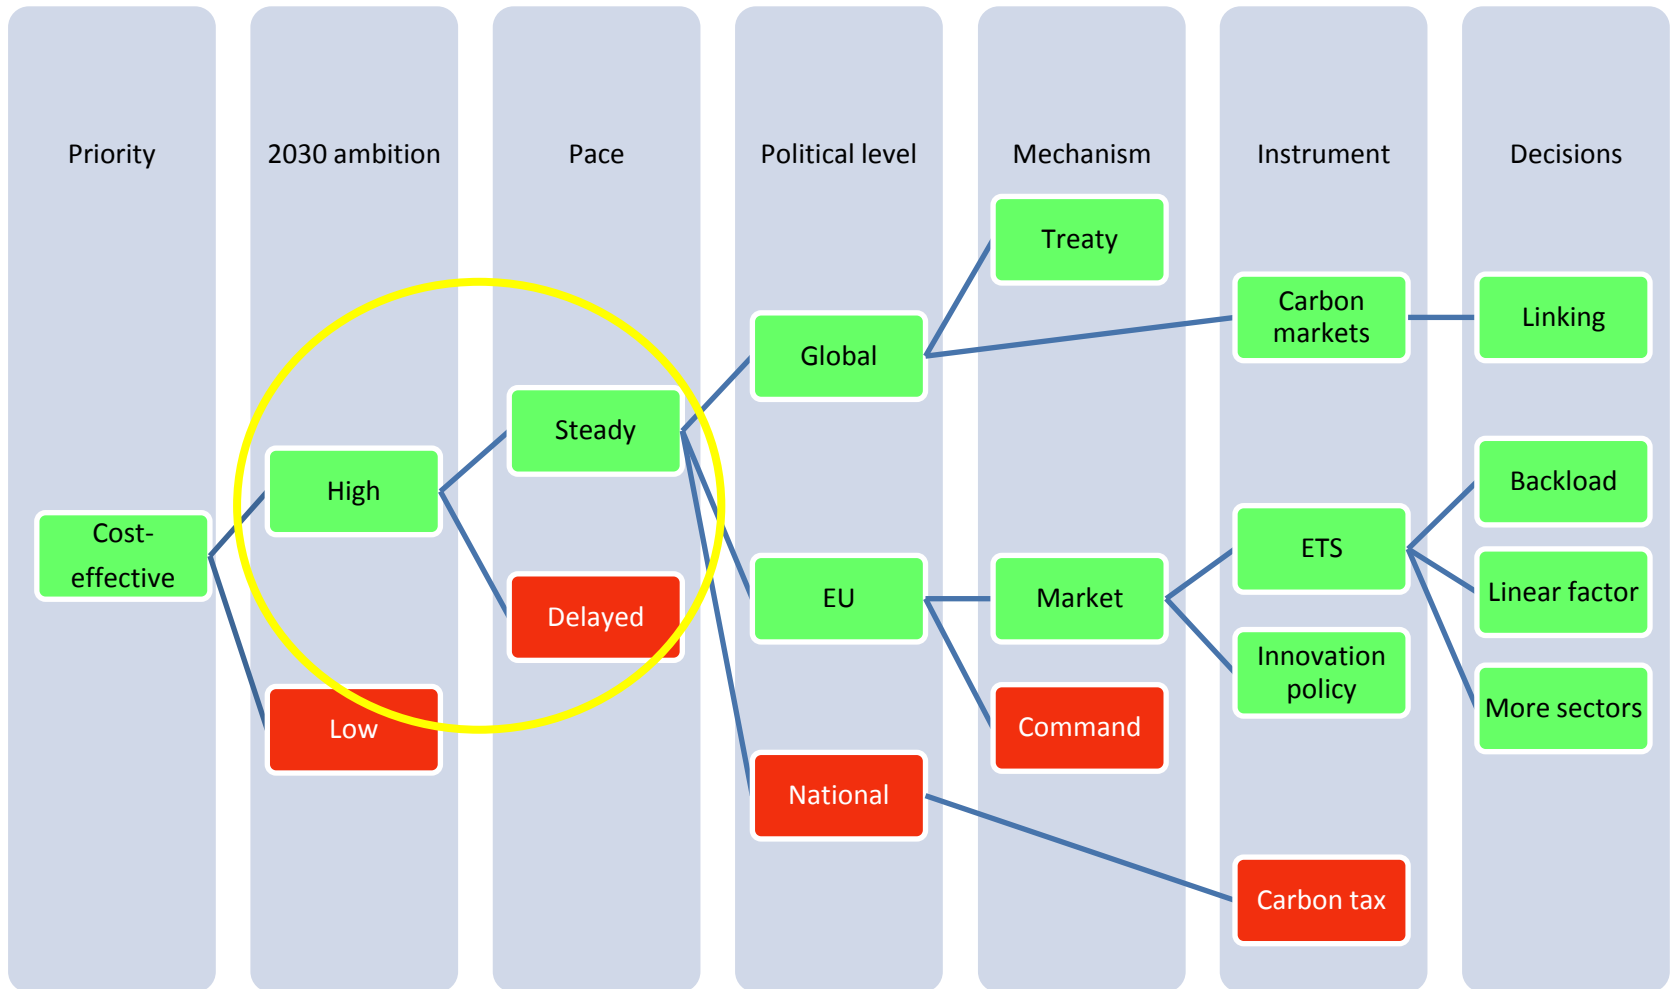 Priority
2030 ambition
Pace
Political level
Mechanism
Instrument
Decisions
Cost-
effective
High
Low
Steady
Delayed
Global
EU
National
Treaty
Market
Command
Carbon
markets
ETS
Innovation
policy
Carbon tax
Linking
Backload
Linear factor
More sectors